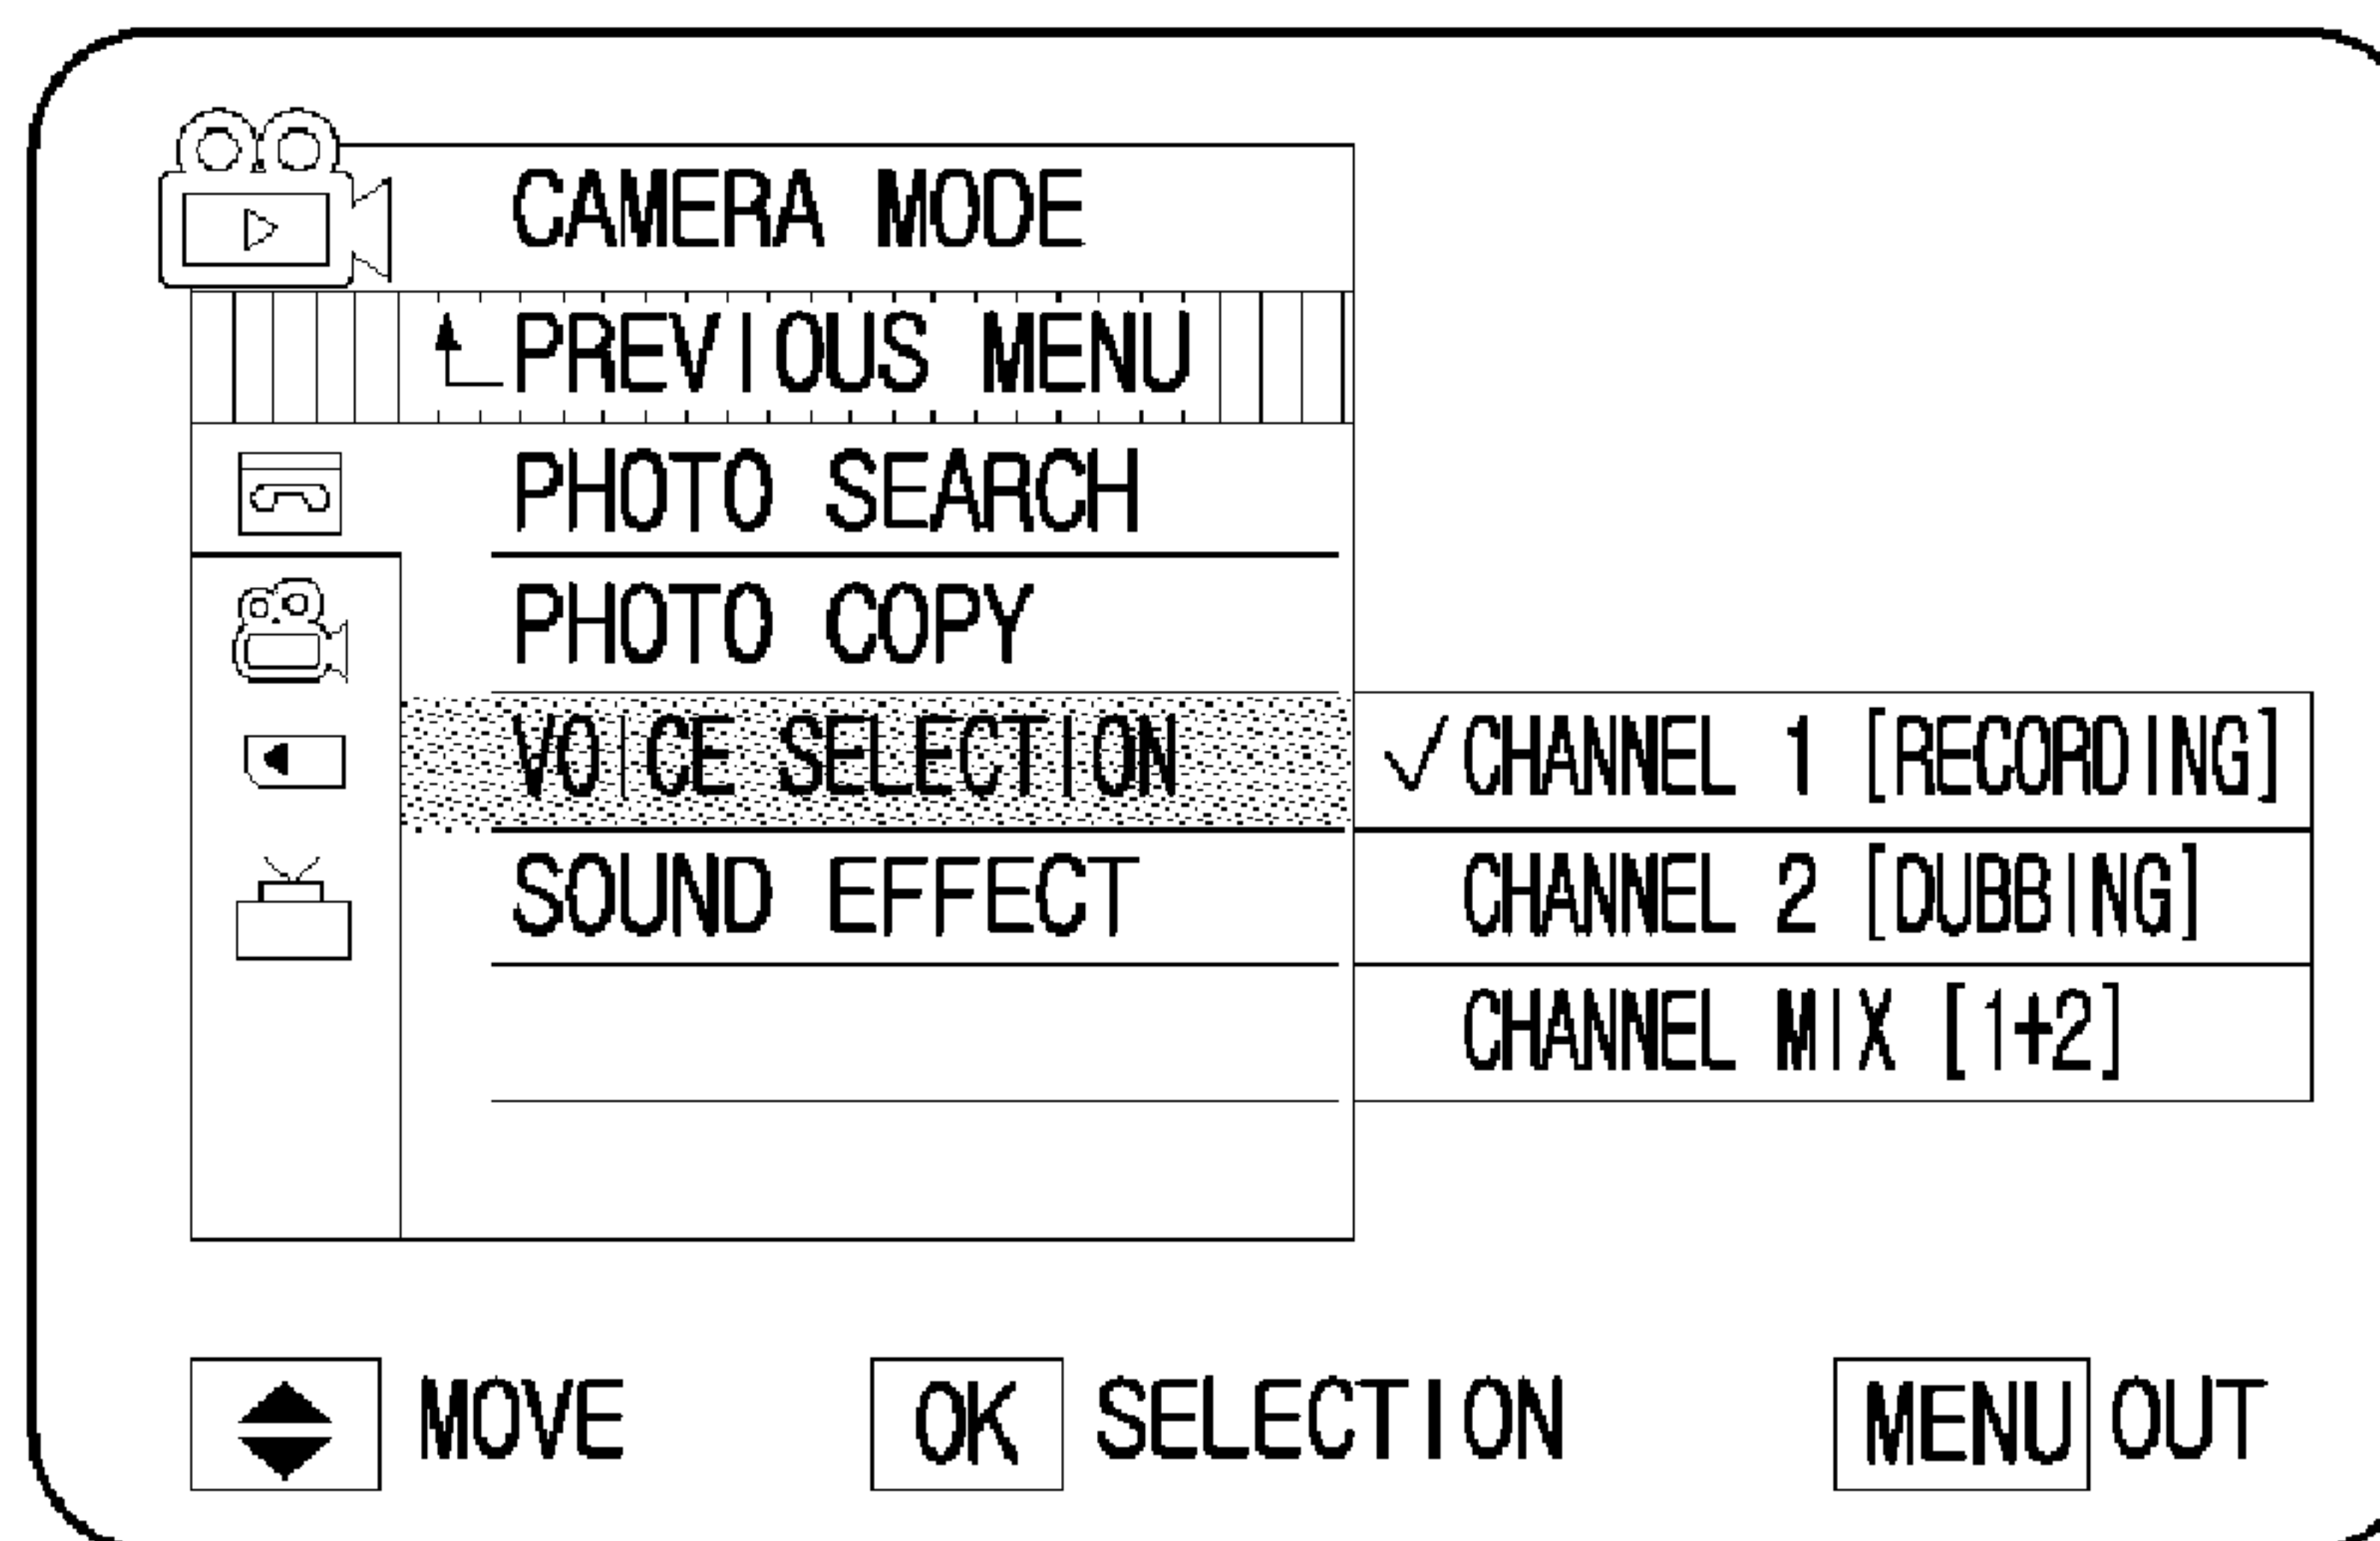 CAMERA MODE
PREVIOUS MENU
PHOTO SEARCH
PHOTO COPY
VOICE SELECTION
✓CHANNEL 1 [RECORDING]
SOUND EFFECT
CHANNEL 2 [DUBBING]
CHANNEL MIX [1+2]
MOVE
OK SELECTION
MENU OUT